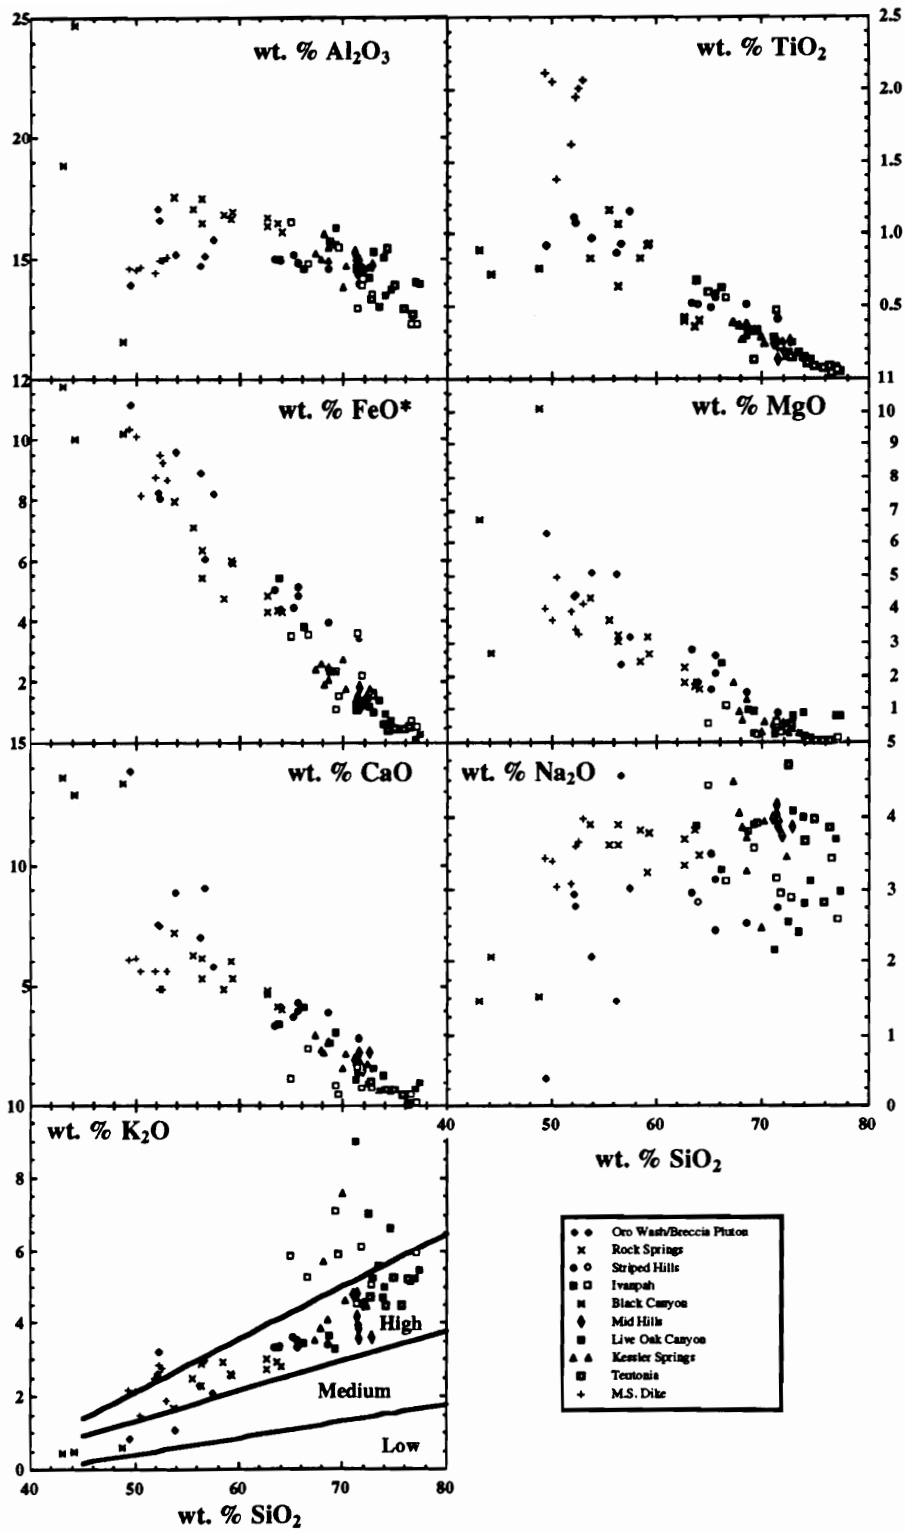 wt. % Al2O3
wt. % TiO2
25
20
15
12
2.5
2.0
1.5
1.0
0.5
11
wt. % FeO*
wt. % MgO
10
8
6
4
2
15
10
9
8
7
6
5
4
3
2
1
5
wt. % CaO
wt. % Na2O
10
5
10
4
3
2
1
0
50
60
70
80
wt. % SiO2
wt. % K2O
8
6
4
2
0
High
Medium
Low
40
50
60
70
80
wt. % SiO2
Oro Wash/Breccia Pluton
Rock Springs
Striped Hills
Ivanpah
Black Canyon
Mid Hills
Live Oak Canyon
Kessler Springs
Teutonia
M.S. Dike